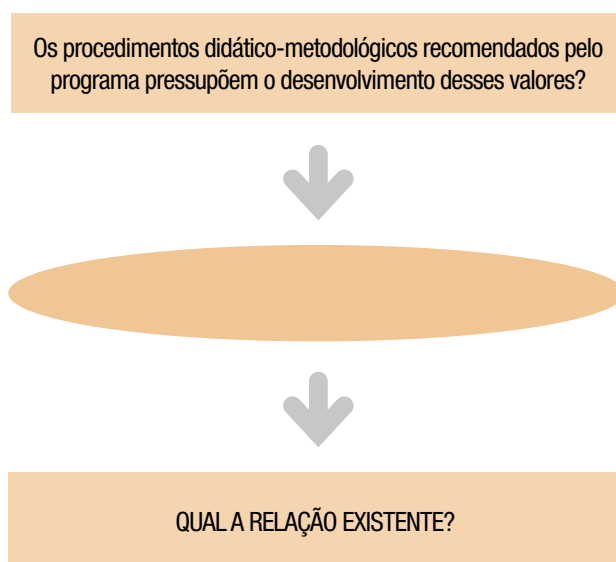 Os procedimentos didático-metodológicos recomendados pelo
programa pressupõem o desenvolvimento desses valores?
QUAL A RELAÇÃO EXISTENTE?